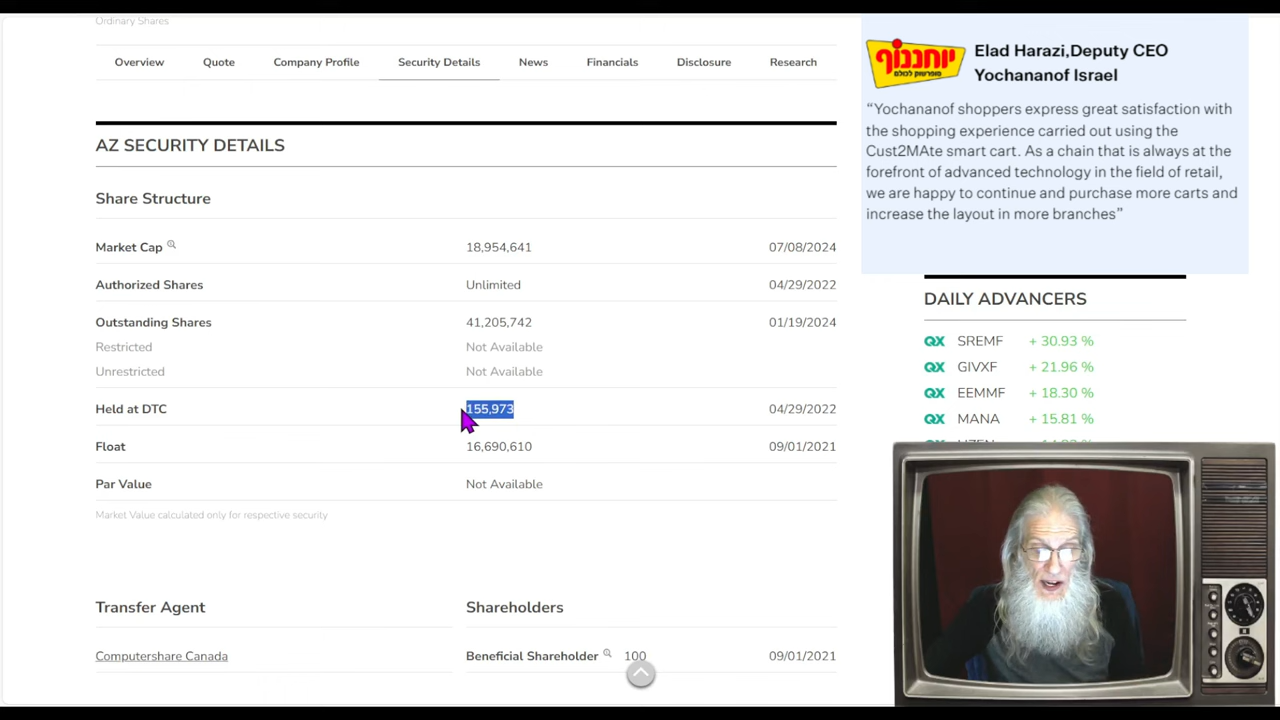 Ordinary Shares
Overview Quote Company Profile Security Details News Financials Disclosure Research
AZ SECURITY DETAILS
Share Structure
Market Cap 18,954,641 07/08/2024
Authorized Shares Unlimited 04/29/2022
Outstanding Shares 41,205,742 01/19/2024
Restricted Not Available
Unrestricted Not Available
Held at DTC 155,973 04/29/2022
Float 16,690,610 09/01/2021
Par Value Not Available
Market Value calculated only for respective security
Transfer Agent
Computershare Canada
Shareholders
Beneficial Shareholder 100 09/01/2021
יוחננוף
סופרשוק לכולם
Elad Harazi,Deputy CEO
Yochananof Israel
“Yochananof shoppers express great satisfaction with
the shopping experience carried out using the
Cust2MAte smart cart. As a chain that is always at the
forefront of advanced technology in the field of retail,
we are happy to continue and purchase more carts and
increase the layout in more branches”
DAILY ADVANCERS
QX SREMF + 30.93 %
QX GIVXF + 21.96 %
QX EEMMF + 18.30 %
QX MANA + 15.81 %